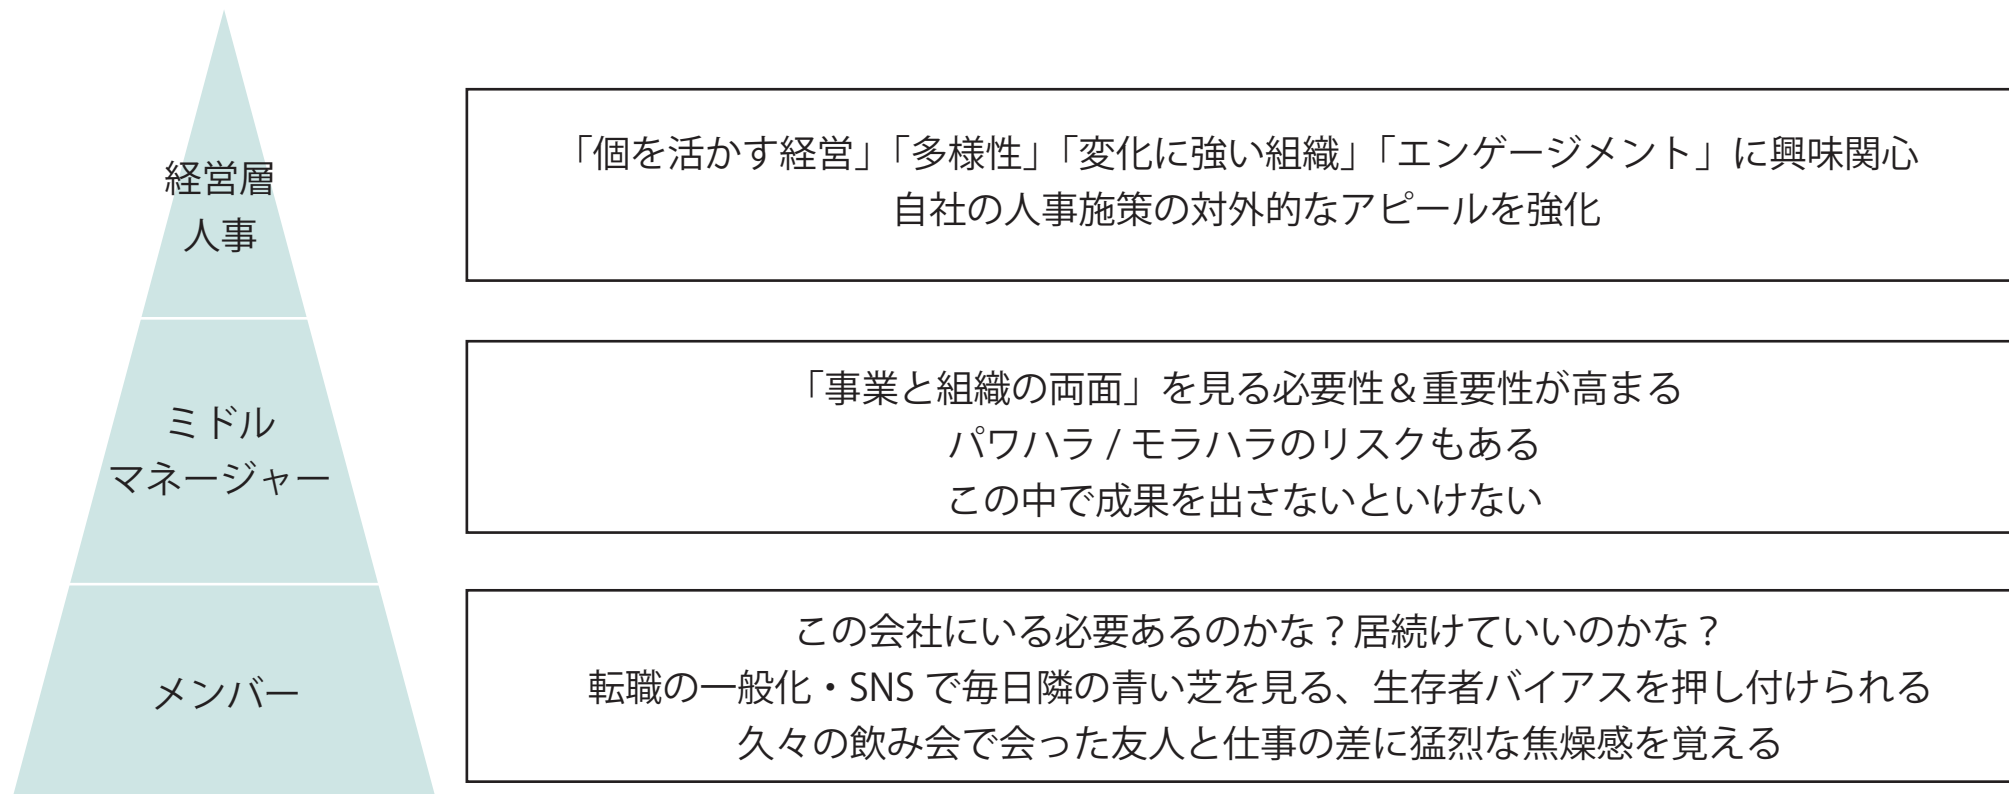 経営層
人事
「個を活かす経営」「多様性」「変化に強い組織」「エンゲージメント」に興味関心
自社の人事施策の対外的なアピールを強化
ミドル
マネージャー
「事業と組織の両面」を見る必要性＆重要性が高まる
パワハラ / モラハラのリスクもある
この中で成果を出さないといけない
メンバー
この会社にいる必要あるのかな？居続けていいのかな？
転職の一般化・SNS で毎日隣の青い芝を見る、生存者バイアスを押し付けられる
久々の飲み会で会った友人と仕事の差に猛烈な焦燥感を覚える